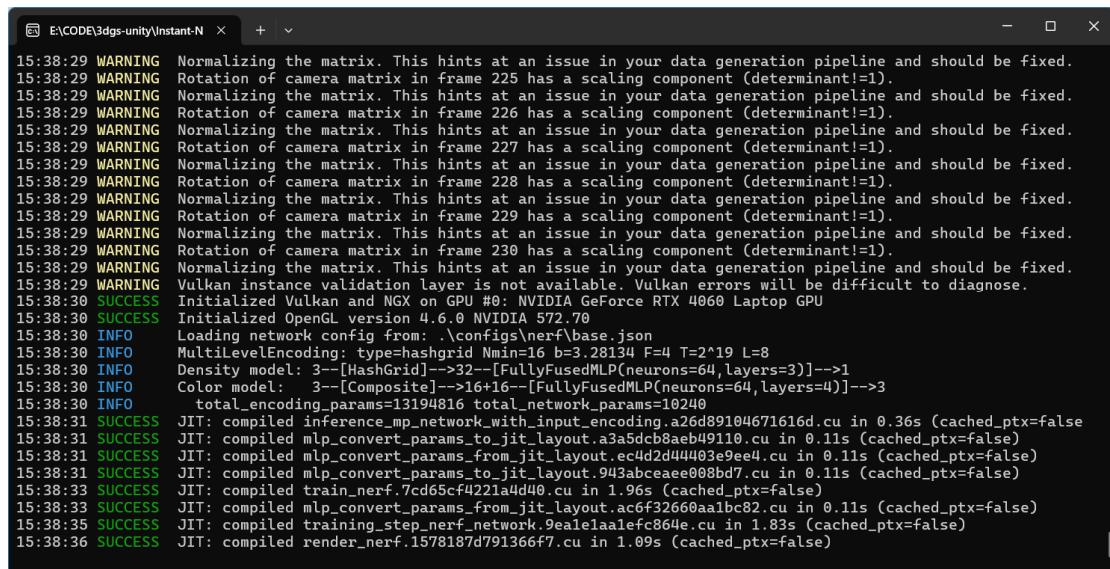 E:\CODE\3dgs-unity\Instant-N
15:38:29 WARNING Normalizing the matrix. This hints at an issue in your data generation pipeline and should be fixed.
15:38:29 WARNING Rotation of camera matrix in frame 225 has a scaling component (determinant!=1).
15:38:29 WARNING Normalizing the matrix. This hints at an issue in your data generation pipeline and should be fixed.
15:38:29 WARNING Rotation of camera matrix in frame 226 has a scaling component (determinant!=1).
15:38:29 WARNING Normalizing the matrix. This hints at an issue in your data generation pipeline and should be fixed.
15:38:29 WARNING Rotation of camera matrix in frame 227 has a scaling component (determinant!=1).
15:38:29 WARNING Normalizing the matrix. This hints at an issue in your data generation pipeline and should be fixed.
15:38:29 WARNING Rotation of camera matrix in frame 228 has a scaling component (determinant!=1).
15:38:29 WARNING Normalizing the matrix. This hints at an issue in your data generation pipeline and should be fixed.
15:38:29 WARNING Rotation of camera matrix in frame 229 has a scaling component (determinant!=1).
15:38:29 WARNING Normalizing the matrix. This hints at an issue in your data generation pipeline and should be fixed.
15:38:29 WARNING Rotation of camera matrix in frame 230 has a scaling component (determinant!=1).
15:38:29 WARNING Normalizing the matrix. This hints at an issue in your data generation pipeline and should be fixed.
15:38:29 WARNING Vulkan instance validation layer is not available. Vulkan errors will be difficult to diagnose.
15:38:30 SUCCESS Initialized Vulkan and NGX on GPU #0: NVIDIA GeForce RTX 4060 Laptop GPU
15:38:30 SUCCESS Initialized OpenGL version 4.6.0 NVIDIA 572.70
15:38:30 INFO Loading network config from: .\configs\nerf\base.json
15:38:30 INFO MultiLevelEncoding: type=hashgrid Nmin=16 b=3.28134 F=4 T=2^19 L=8
15:38:30 INFO Density model: 3--[HashGrid]-->32--[FullyFusedMLP(neurons=64,layers=3)]-->1
15:38:30 INFO Color model: 3--[Composite]-->16+16--[FullyFusedMLP(neurons=64,layers=4)]-->3
15:38:30 INFO total_encoding_params=13194816 total_network_params=10240
15:38:31 SUCCESS JIT: compiled inference_mp_network_with_input_encoding.a26d89104671616d.cu in 0.36s (cached_ptx=false
15:38:31 SUCCESS JIT: compiled mlp_convert_params_to_jit_layout.a3a5dcb8aeb49110.cu in 0.11s (cached_ptx=false)
15:38:31 SUCCESS JIT: compiled mlp_convert_params_from_jit_layout.ec4d2d44403e9ee4.cu in 0.11s (cached_ptx=false)
15:38:31 SUCCESS JIT: compiled mlp_convert_params_to_jit_layout.943abceaee008bd7.cu in 0.11s (cached_ptx=false)
15:38:33 SUCCESS JIT: compiled train_nerf.7cd65cf4221a4d40.cu in 1.96s (cached_ptx=false)
15:38:33 SUCCESS JIT: compiled mlp_convert_params_from_jit_layout.ac6f32660aa1bc82.cu in 0.11s (cached_ptx=false)
15:38:35 SUCCESS JIT: compiled training_step_nerf_network.9ea1e1aa1efc864e.cu in 1.83s (cached_ptx=false)
15:38:36 SUCCESS JIT: compiled render_nerf.1578187d791366f7.cu in 1.09s (cached_ptx=false)